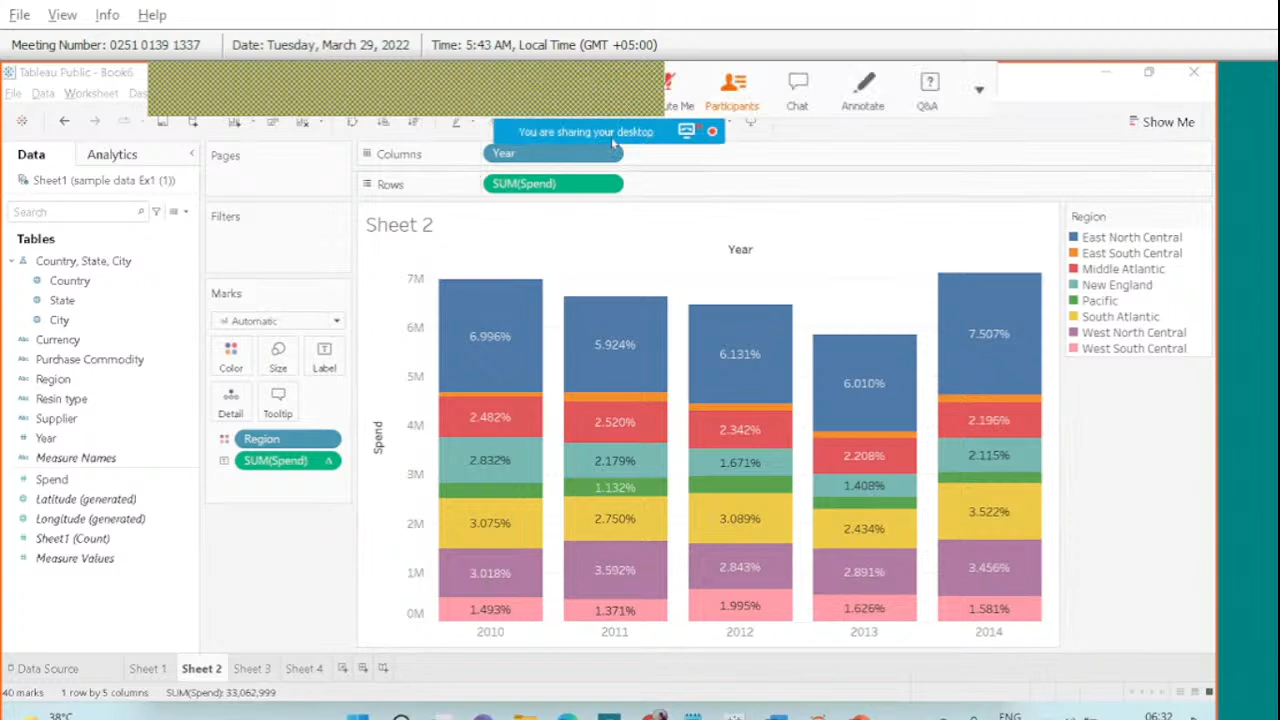 File View Info Help
Meeting Number: 0251 0139 1337 Date: Tuesday, March 29, 2022 Time: 5:43 AM, Local Time (GMT +05:00)
Tableau Public - Book6
File Data Worksheet
ute Me Participants Chat Annotate Q&A
You are sharing your desktop
Show Me
Data Analytics
Pages
Columns Year
Sheet1 (sample data Ex1 (1))
Rows SUM(Spend)
Search
Filters
Tables
Country, State, City
Country
State
City
Currency
Purchase Commodity
Region
Resin type
Supplier
Year
Measure Names
Spend
Latitude (generated)
Longitude (generated)
Sheet1 (Count)
Measure Values
Marks
Automatic
Color Size Label
Detail Tooltip
Region
SUM(Spend)
Sheet 2
Year
Spend
7M
6M
5M
4M
3M
2M
1M
0M
6.996% 5.924% 6.131% 6.010% 7.507%
2.482% 2.520% 2.342% 2.208% 2.196%
2.832% 2.179% 1.671% 1.408% 2.115%
1.132%
3.075% 2.750% 3.089% 2.434% 3.522%
3.018% 3.592% 2.843% 2.891% 3.456%
1.493% 1.371% 1.995% 1.626% 1.581%
2010 2011 2012 2013 2014
Region
East North Central
East South Central
Middle Atlantic
New England
Pacific
South Atlantic
West North Central
West South Central
Data Source Sheet 1 Sheet 2 Sheet 3 Sheet 4
40 marks 1 row by 5 columns SUM(Spend): 33,062,999
38°C ENG 06:32